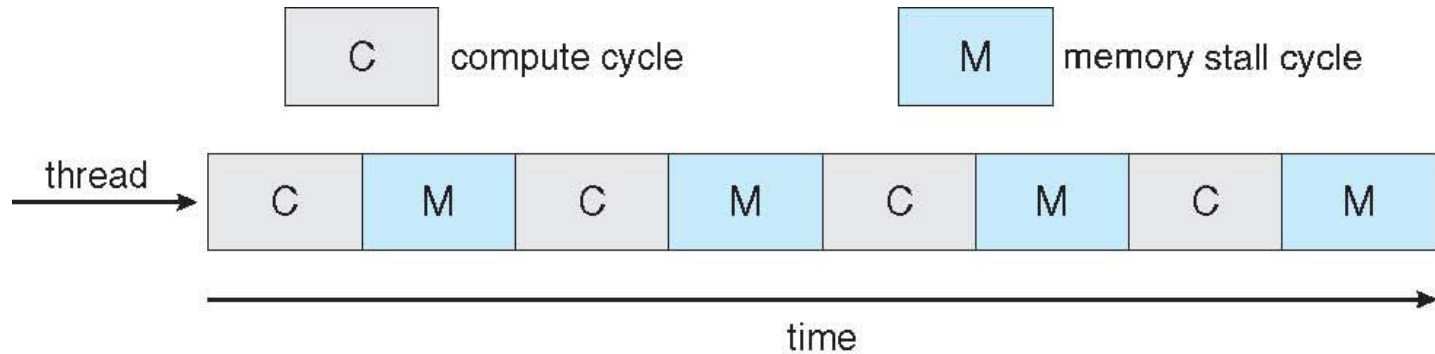 C compute cycle M memory stall cycle
thread
C M C M C M C M
time